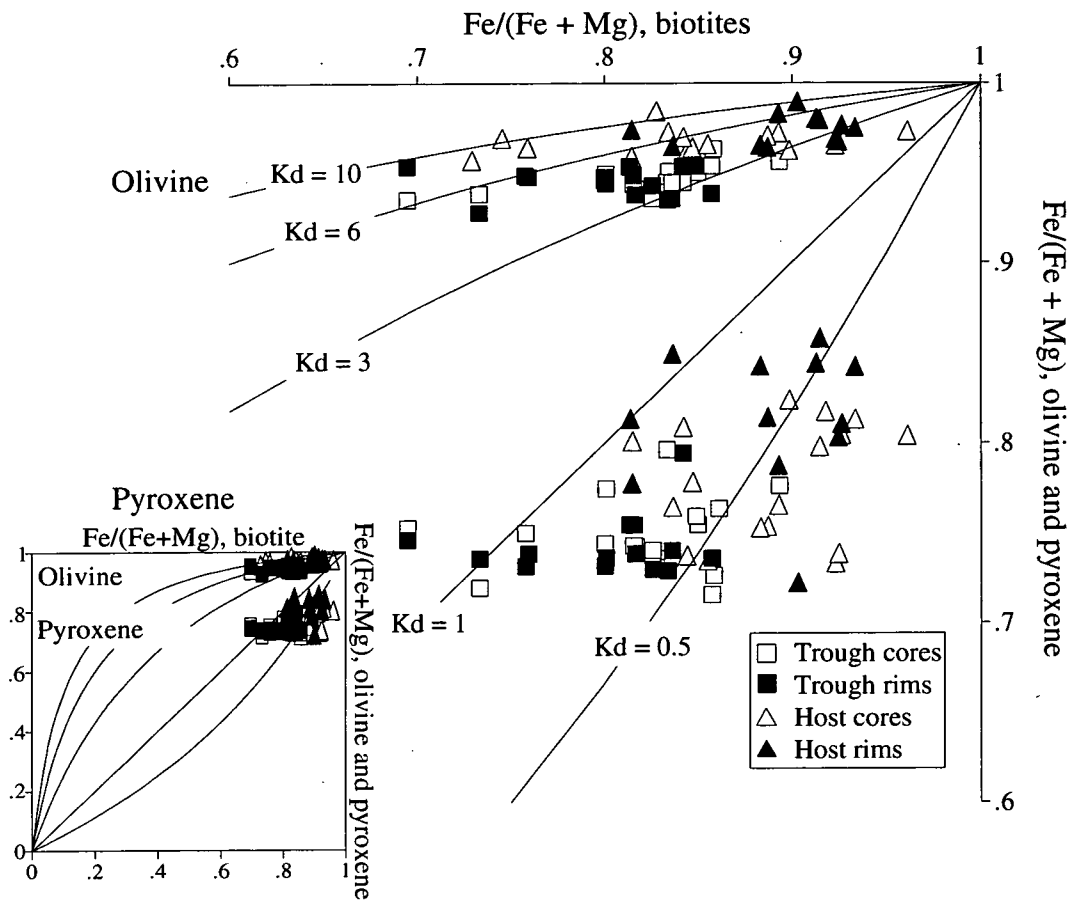 Fe/(Fe + Mg), biotites
.6
.7
.8
.9
1
1
.9
.8
.7
.6
Fe/(Fe + Mg), olivine and pyroxene
Olivine
Kd = 10
Kd = 6
Kd = 3
Kd = 1
Kd = 0.5
Pyroxene
Trough cores
Trough rims
Host cores
Host rims
Fe/(Fe+Mg), biotite
Fe/(Fe+Mg), olivine and pyroxene
Olivine
Pyroxene
1
.8
.6
.4
.2
0
0
.2
.4
.6
.8
1